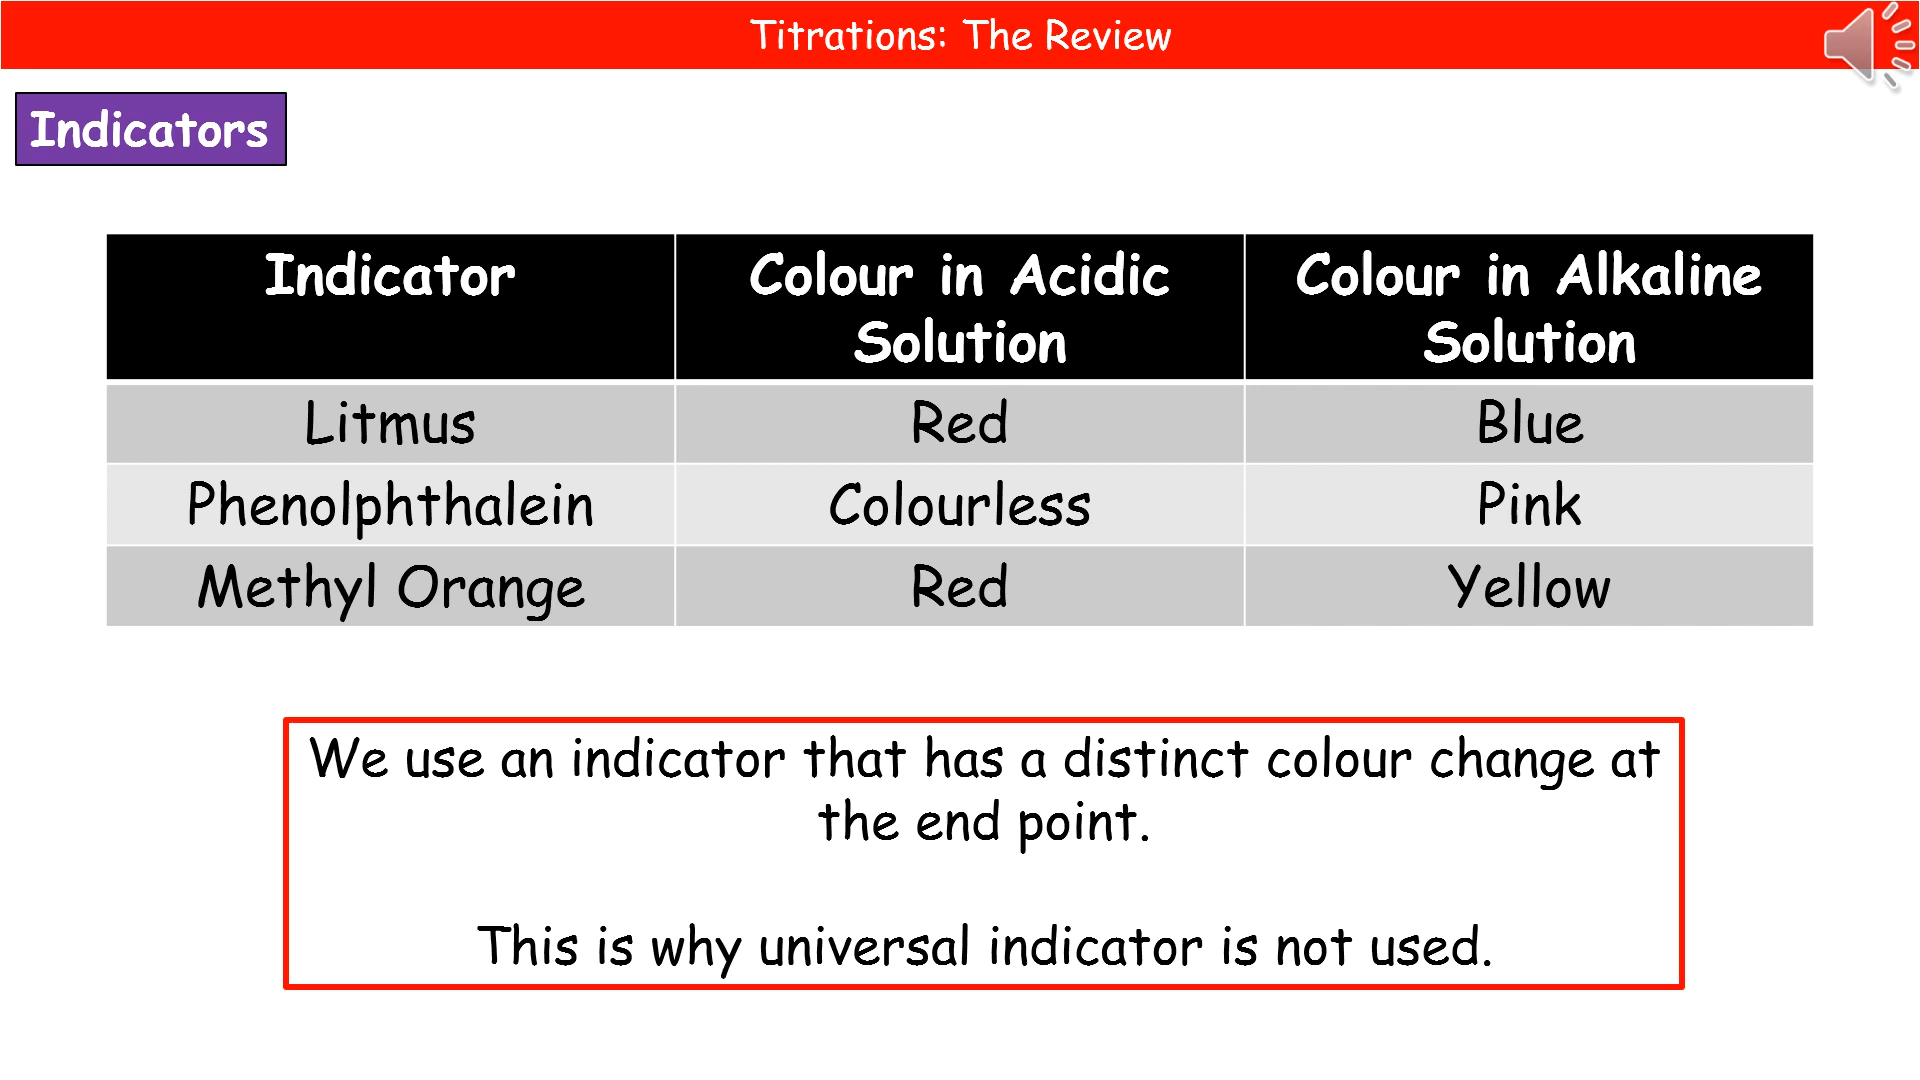 Titrations: The Review
Indicators
Indicator
Colour in Acidic
Solution
Colour in Alkaline
Solution
Litmus
Red
Blue
Phenolphthalein
Colourless
Pink
Methyl Orange
Red
Yellow
We use an indicator that has a distinct colour change at
the end point.
This is why universal indicator is not used.